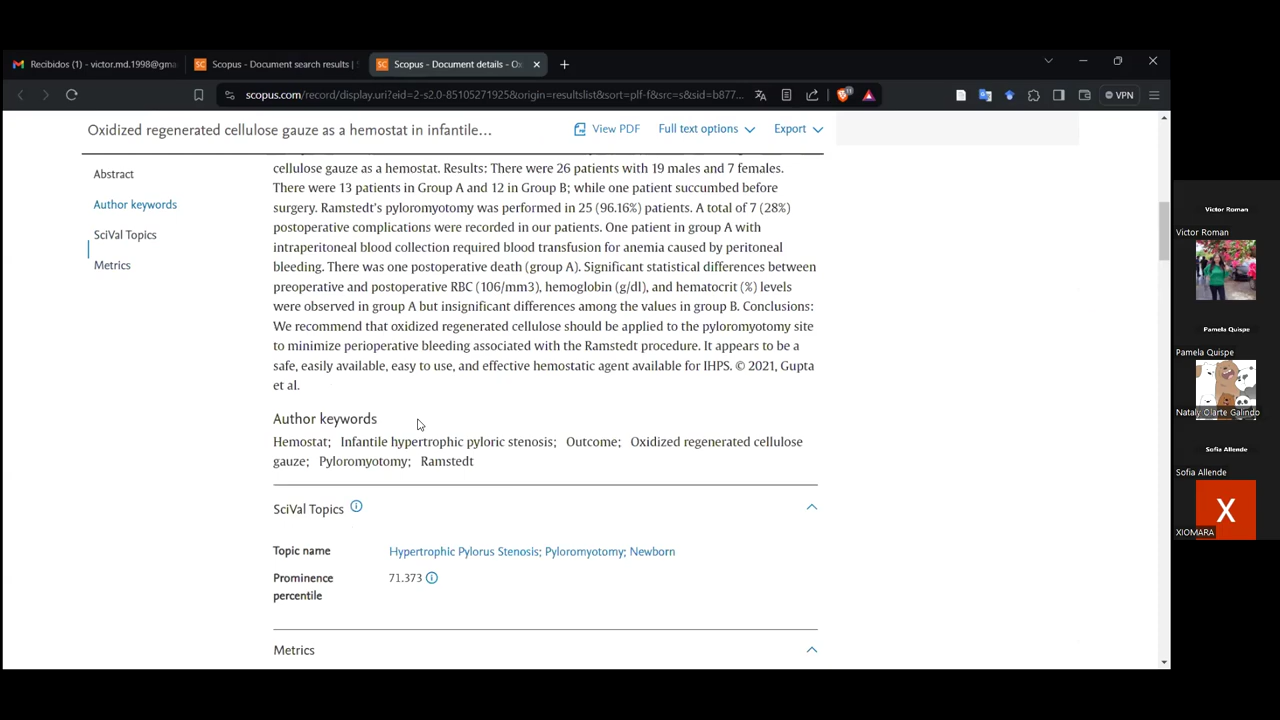 Recibidos (1) - victor.md.1998@gma
Scopus - Document search results |
Scopus - Document details - Ox
scopus.com/record/display.uri?eid=2-s2.0-85105271925&origin=resultslist&sort=plf-f&src=s&sid=b877...
VPN
Oxidized regenerated cellulose gauze as a hemostat in infantile...
View PDF
Full text options
Export
Abstract
Author keywords
SciVal Topics
Metrics
cellulose gauze as a hemostat. Results: There were 26 patients with 19 males and 7 females.
There were 13 patients in Group A and 12 in Group B; while one patient succumbed before
surgery. Ramstedt's pyloromyotomy was performed in 25 (96.16%) patients. A total of 7 (28%)
postoperative complications were recorded in our patients. One patient in group A with
intraperitoneal blood collection required blood transfusion for anemia caused by peritoneal
bleeding. There was one postoperative death (group A). Significant statistical differences between
preoperative and postoperative RBC (106/mm3), hemoglobin (g/dl), and hematocrit (%) levels
were observed in group A but insignificant differences among the values in group B. Conclusions:
We recommend that oxidized regenerated cellulose should be applied to the pyloromyotomy site
to minimize perioperative bleeding associated with the Ramstedt procedure. It appears to be a
safe, easily available, easy to use, and effective hemostatic agent available for IHPS. © 2021, Gupta
et al.
Author keywords
Hemostat; Infantile hypertrophic pyloric stenosis; Outcome; Oxidized regenerated cellulose
gauze; Pyloromyotomy; Ramstedt
SciVal Topics
Topic name
Hypertrophic Pylorus Stenosis; Pyloromyotomy; Newborn
Prominence
percentile
71.373
Metrics
Victor Roman
Victor Roman
Pamela Quispe
Pamela Quispe
Nataly Olarte Galindo
Sofia Allende
Sofia Allende
X
XIOMARA